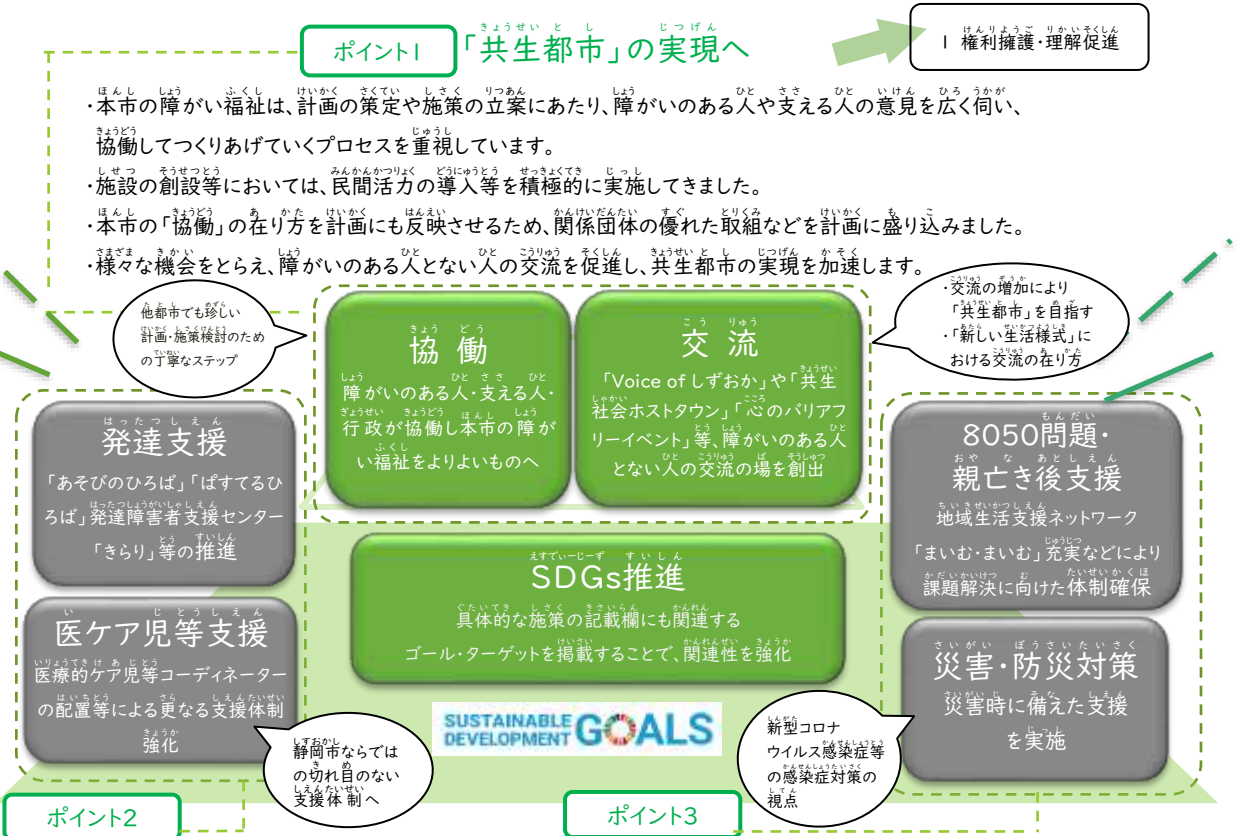 ポイント1
「共生都市」の実現へ
1 権利擁護・理解促進
・本市の障がい福祉は、計画の策定や施策の立案にあたり、障がいのある人や支える人の意見を広く伺い、
協働してつくりあげていくプロセスを重視しています。
・施設の創設等においては、民間活力の導入等を積極的に実施してきました。
・本市の「協働」の在り方を計画にも反映させるため、関係団体の優れた取組などを計画に盛り込みました。
・様々な機会をとらえ、障がいのある人とない人の交流を促進し、共生都市の実現を加速します。
他都市でも珍しい
計画・施策検討のため
の丁寧なステップ
協働
障がいのある人・支える人・
行政が協働し本市の障が
い福祉をよりよいものへ
交流
「Voice of しずおか」や「共生
社会ホストタウン」「心のバリアフ
リーイベント」等、障がいのある人
とない人の交流の場を創出
・交流の増加により
「共生都市」を目指す
・「新しい生活様式」に
おける交流の在り方
発達支援
「あそびのひろば」「ぱすてるひ
ろば」発達障害者支援センター
「きらり」等の推進
医ケア児等支援
医療的ケア児等コーディネーター
の配置等による更なる支援体制
強化
静岡市ならでは
の切れ目のない
支援体制へ
SDGs推進
具体的な施策の記載欄にも関連する
ゴール・ターゲットを掲載することで、関連性を強化
SUSTAINABLE
DEVELOPMENT
GOALS
8050問題・
親亡き後支援
地域生活支援ネットワーク
「まいむ・まいむ」充実などにより
課題解決に向けた体制確保
災害・防災対策
災害時に備えた支援
を実施
新型コロナ
ウイルス感染症等
の感染症対策の
視点
ポイント2
ポイント3